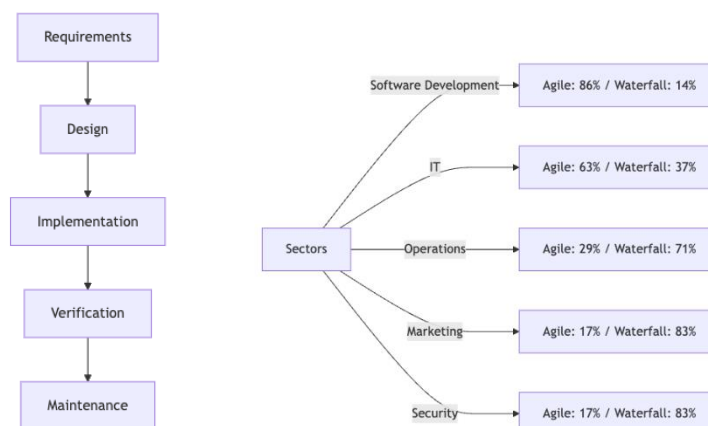 Requirements
Design
Implementation
Verification
Maintenance
Sectors
Software Development
Agile: 86% / Waterfall: 14%
IT
Agile: 63% / Waterfall: 37%
Operations
Agile: 29% / Waterfall: 71%
Marketing
Agile: 17% / Waterfall: 83%
Security
Agile: 17% / Waterfall: 83%